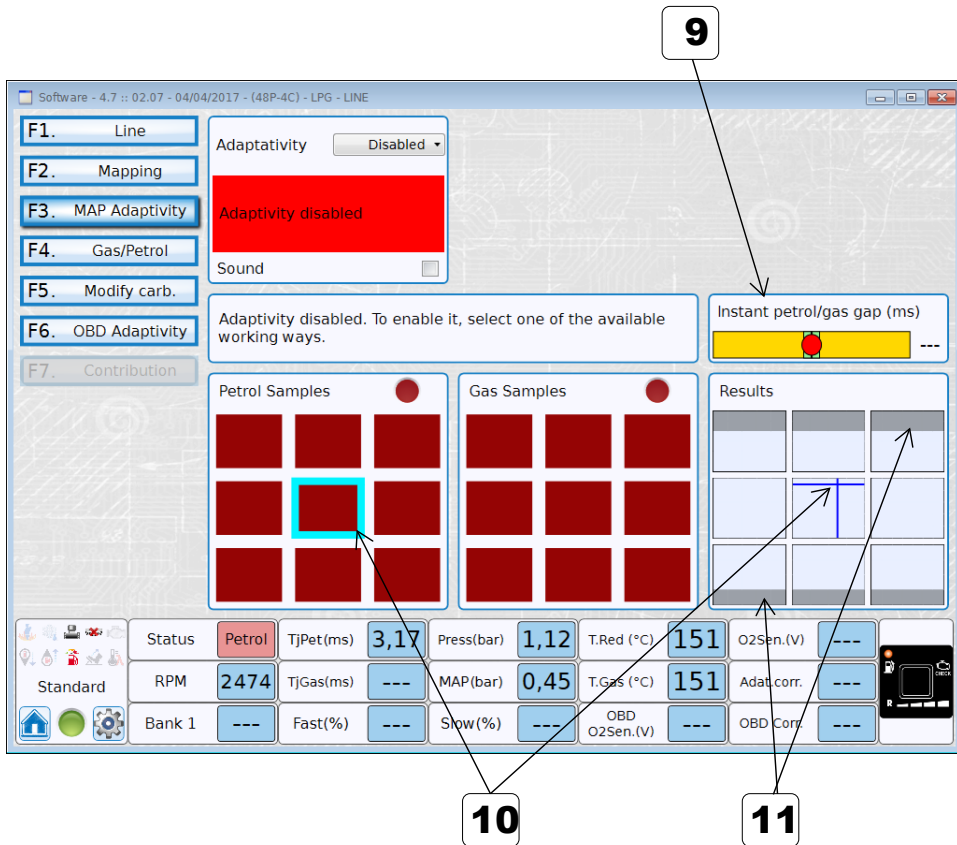 9
Software - 4.7 :: 02.07 - 04/04/2017 - (48P-4C) - LPG - LINE
F1. Line
F2. Mapping
F3. MAP Adaptivity
F4. Gas/Petrol
F5. Modify carb.
F6. OBD Adaptivity
F7. Contribution
Adaptativity Disabled
Adaptivity disabled
Sound
Adaptivity disabled. To enable it, select one of the available
working ways.
Instant petrol/gas gap (ms)
---
Petrol Samples
Gas Samples
Results
Standard
Status Petrol TjPet(ms) 3,17 Press(bar) 1,12 T.Red (°C) 151 O2Sen.(V) ---
RPM 2474 TjGas(ms) --- MAP(bar) 0,45 T.Gas (°C) 151 Adat.corr. ---
Bank 1 --- Fast(%) --- Slow(%) --- OBD O2Sen.(V) --- OBD Corr. ---
CHECK
R
10
11